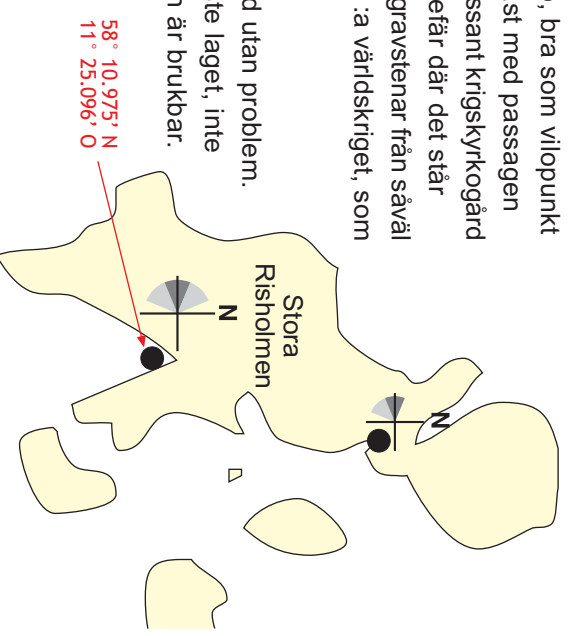 , bra som vilopunkt
st med passagen
ssant krigskyrkogård
efär där det står
gravstenar från såväl
:a världskriget, som
d utan problem.
te laget, inte
n är brukbar.
N
Stora
Risholmen
N
58° 10.975' N
11° 25.096' O